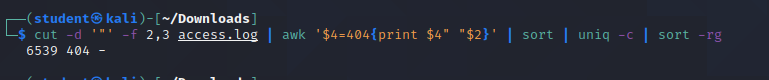 (student㉿kali)-[~/Downloads]
$ cut -d '"' -f 2,3 access.log | awk '$4=404{print $4" "$2}' | sort | uniq -c | sort -rg
6539 404 -